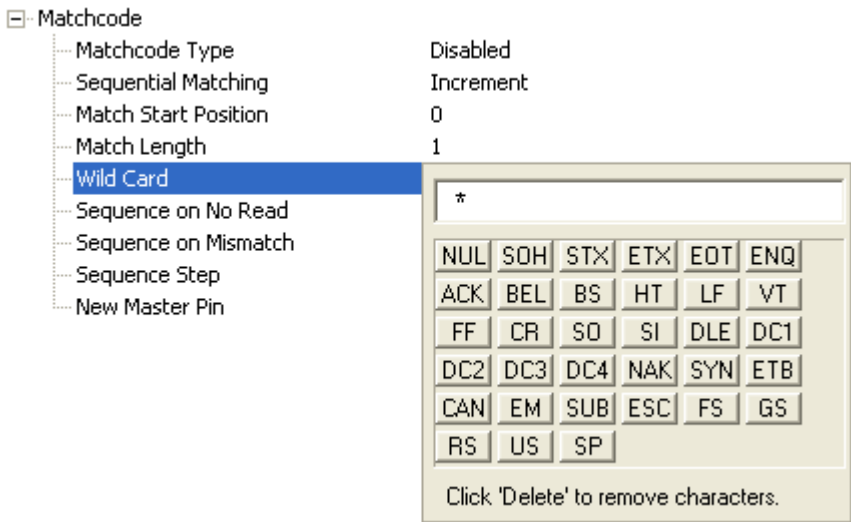 Matchcode
Matchcode Type Disabled
Sequential Matching Increment
Match Start Position 0
Match Length 1
Wild Card
*
Sequence on No Read
Sequence on Mismatch
Sequence Step
New Master Pin
NUL SOH STX ETX EOT ENQ
ACK BEL BS HT LF VT
FF CR SO SI DLE DC1
DC2 DC3 DC4 NAK SYN ETB
CAN EM SUB ESC FS GS
RS US SP
Click 'Delete' to remove characters.